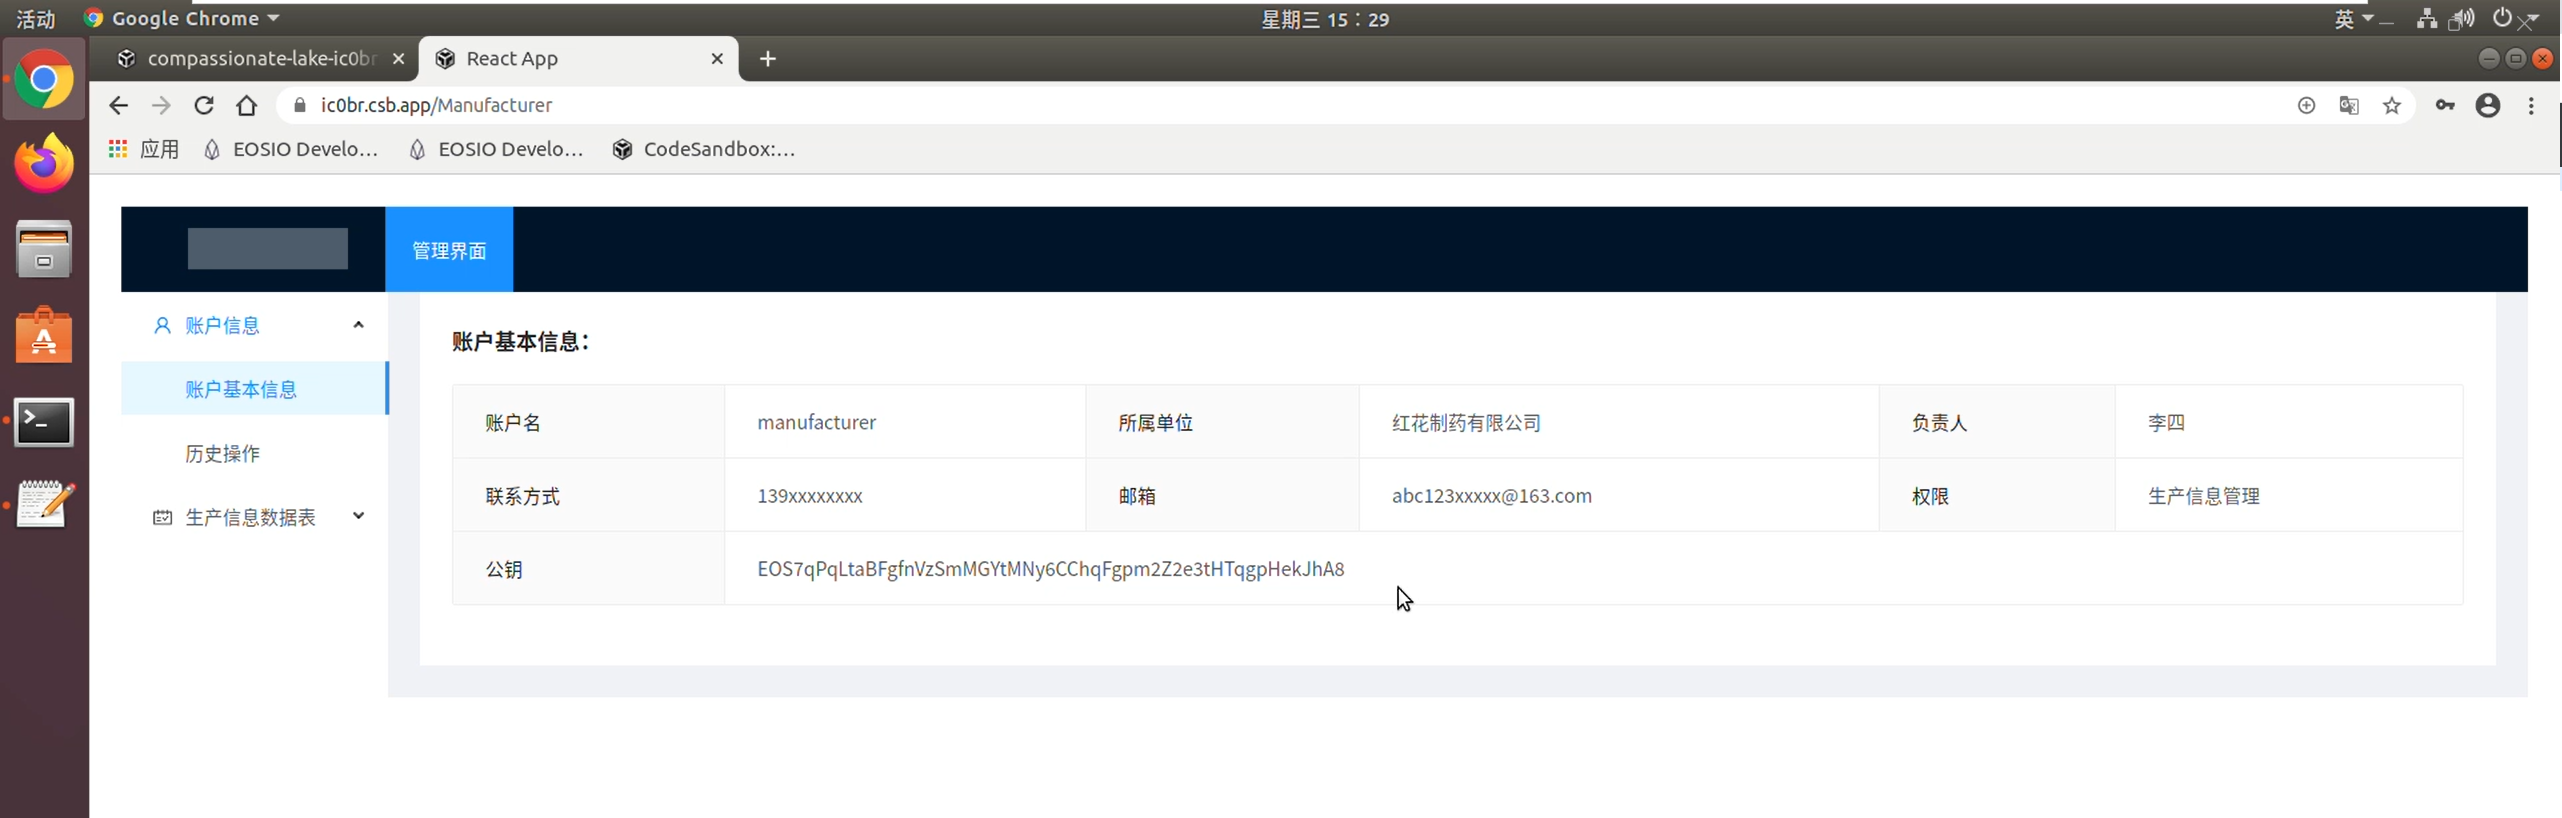 活动 Google Chrome 星期三 15：29 英
compassionate-lake-ic0br React App
ic0br.csb.app/Manufacturer
应用 EOSIO Develo... EOSIO Develo... CodeSandbox:...
管理界面
账户信息
账户基本信息
历史操作
生产信息数据表
账户基本信息：
账户名 manufacturer 所属单位 红花制药有限公司 负责人 李四
联系方式 139xxxxxxxx 邮箱 abc123xxxxx@163.com 权限 生产信息管理
公钥 EOS7qPqLtaBFgfnVzSmMGYtMNy6CChqFgpm2Z2e3tHTqgpHekJhA8